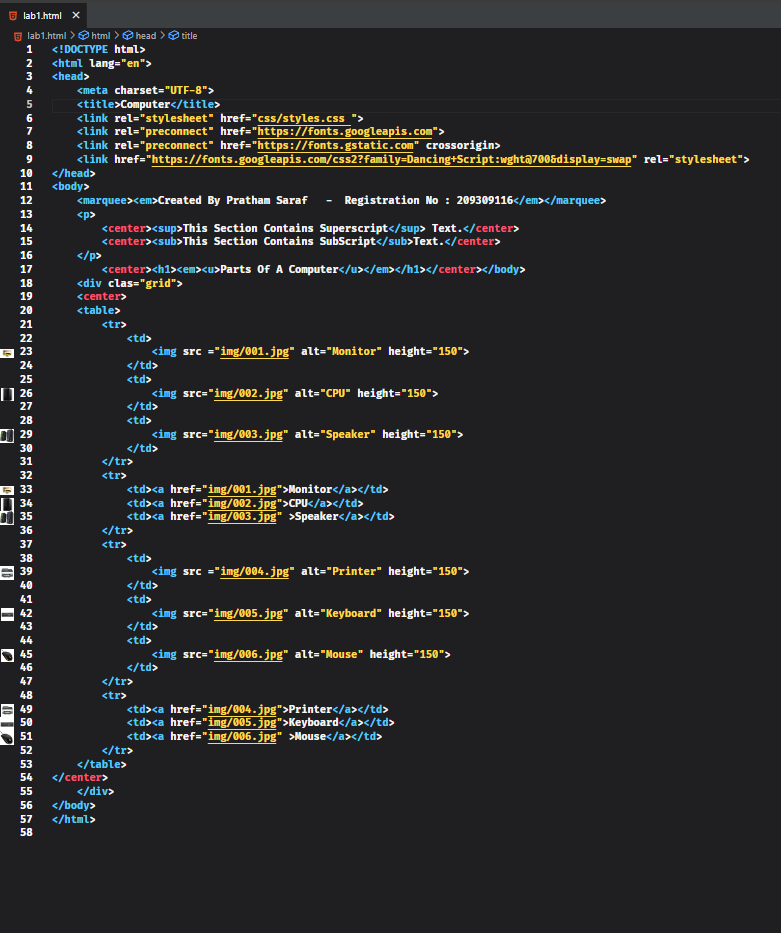 lab1.html ×
lab1.html > html > head > title
1 <!DOCTYPE html>
2 <html lang="en">
3 <head>
4 <meta charset="UTF-8">
5 <title>Computer</title>
6 <link rel="stylesheet" href="css/styles.css ">
7 <link rel="preconnect" href="https://fonts.googleapis.com">
8 <link rel="preconnect" href="https://fonts.gstatic.com" crossorigin>
9 <link href="https://fonts.googleapis.com/css2?family=Dancing+Script:wght@700&display=swap" rel="stylesheet">
10 </head>
11 <body>
12 <marquee><em>Created By Pratham Saraf  -  Registration No : 209309116</em></marquee>
13 <p>
14 <center><sup>This Section Contains Superscript</sup> Text.</center>
15 <center><sub>This Section Contains SubScript</sub>Text.</center>
16 </p>
17 <center><h1><em><u>Parts Of A Computer</u></em></h1></center></body>
18 <div clas="grid">
19 <center>
20 <table>
21 <tr>
22 <td>
23 <img src ="img/001.jpg" alt="Monitor" height="150">
24 </td>
25 <td>
26 <img src="img/002.jpg" alt="CPU" height="150">
27 </td>
28 <td>
29 <img src="img/003.jpg" alt="Speaker" height="150">
30 </td>
31 </tr>
32 <tr>
33 <td><a href="img/001.jpg">Monitor</a></td>
34 <td><a href="img/002.jpg">CPU</a></td>
35 <td><a href="img/003.jpg" >Speaker</a></td>
36 </tr>
37 <tr>
38 <td>
39 <img src ="img/004.jpg" alt="Printer" height="150">
40 </td>
41 <td>
42 <img src="img/005.jpg" alt="Keyboard" height="150">
43 </td>
44 <td>
45 <img src="img/006.jpg" alt="Mouse" height="150">
46 </td>
47 </tr>
48 <tr>
49 <td><a href="img/004.jpg">Printer</a></td>
50 <td><a href="img/005.jpg">Keyboard</a></td>
51 <td><a href="img/006.jpg" >Mouse</a></td>
52 </tr>
53 </table>
54 </center>
55 </div>
56 </body>
57 </html>
58